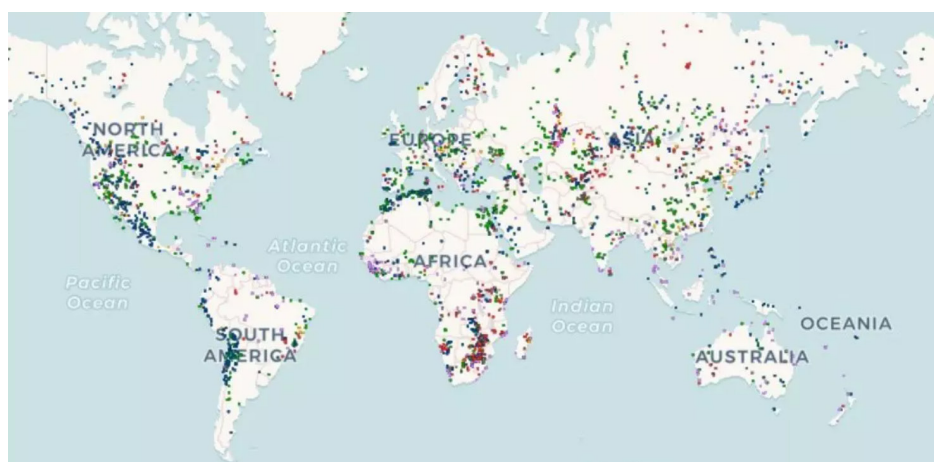 NORTH
AMERICA
EUROPE
ASIA
Atlantic
Ocean
AFRICA
Pacific
Ocean
Indian
Ocean
SOUTH
AMERICA
OCEANIA
AUSTRALIA